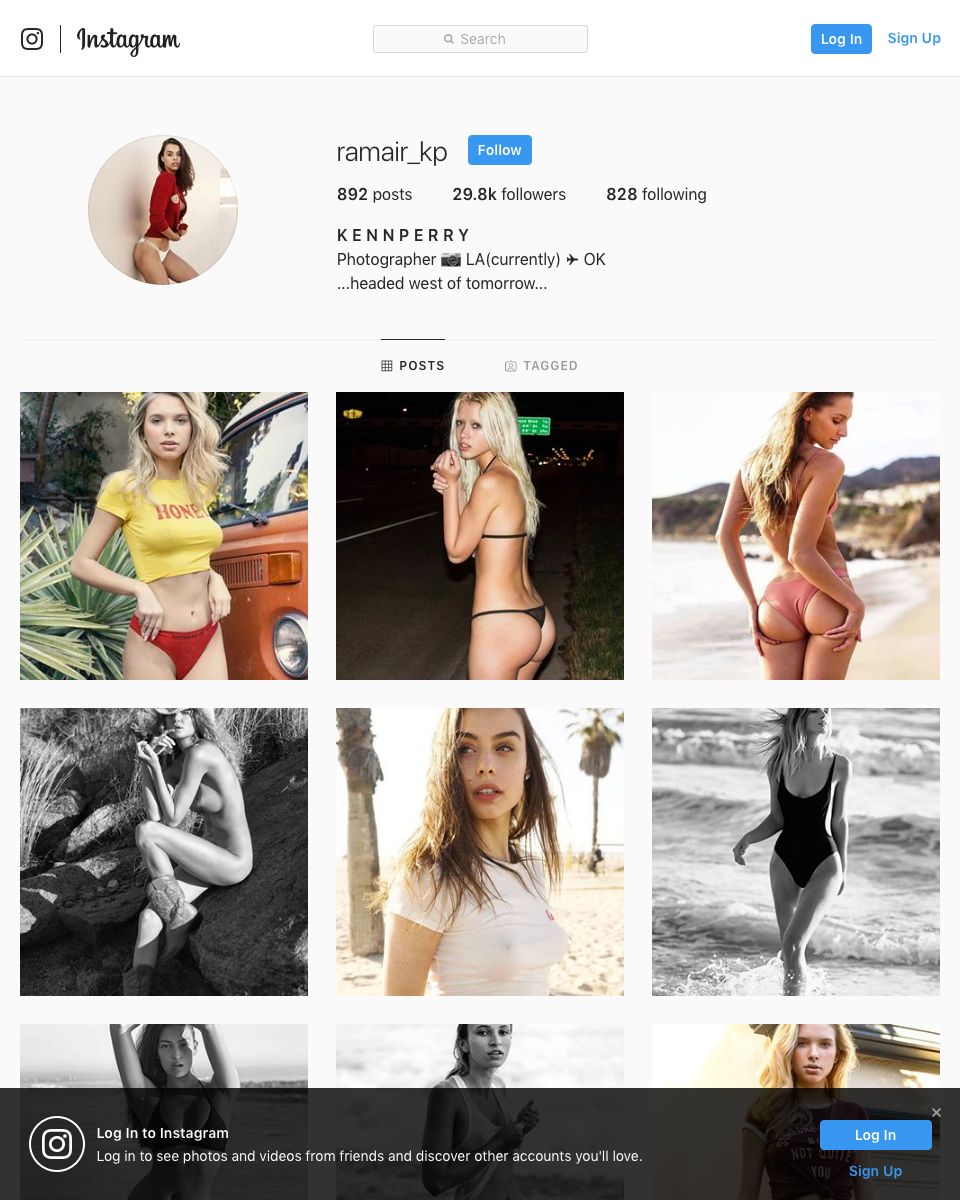 Instagram
Search
Log In
Sign Up
ramair_kp
Follow
892 posts
29.8k followers
828 following
K E N N P E R R Y
Photographer 📷 LA(currently) ✈ OK
...headed west of tomorrow...
POSTS
TAGGED
HONEY
Log In to Instagram
Log in to see photos and videos from friends and discover other accounts you'll love.
×
Log In
Sign Up
NOT QUITE
YOU